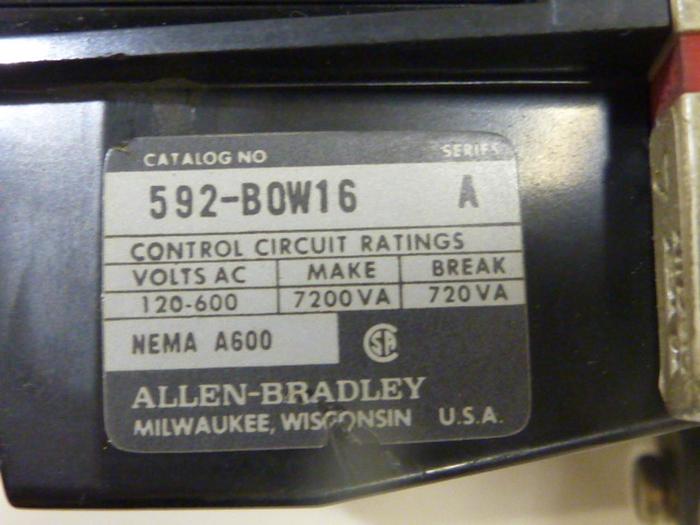 CATALOG NO SERIES
592-BOW16 A
CONTROL CIRCUIT RATINGS
VOLTS AC MAKE BREAK
120-600 7200VA 720VA
NEMA A600 SA
ALLEN-BRADLEY
MILWAUKEE, WISCONSIN U.S.A.